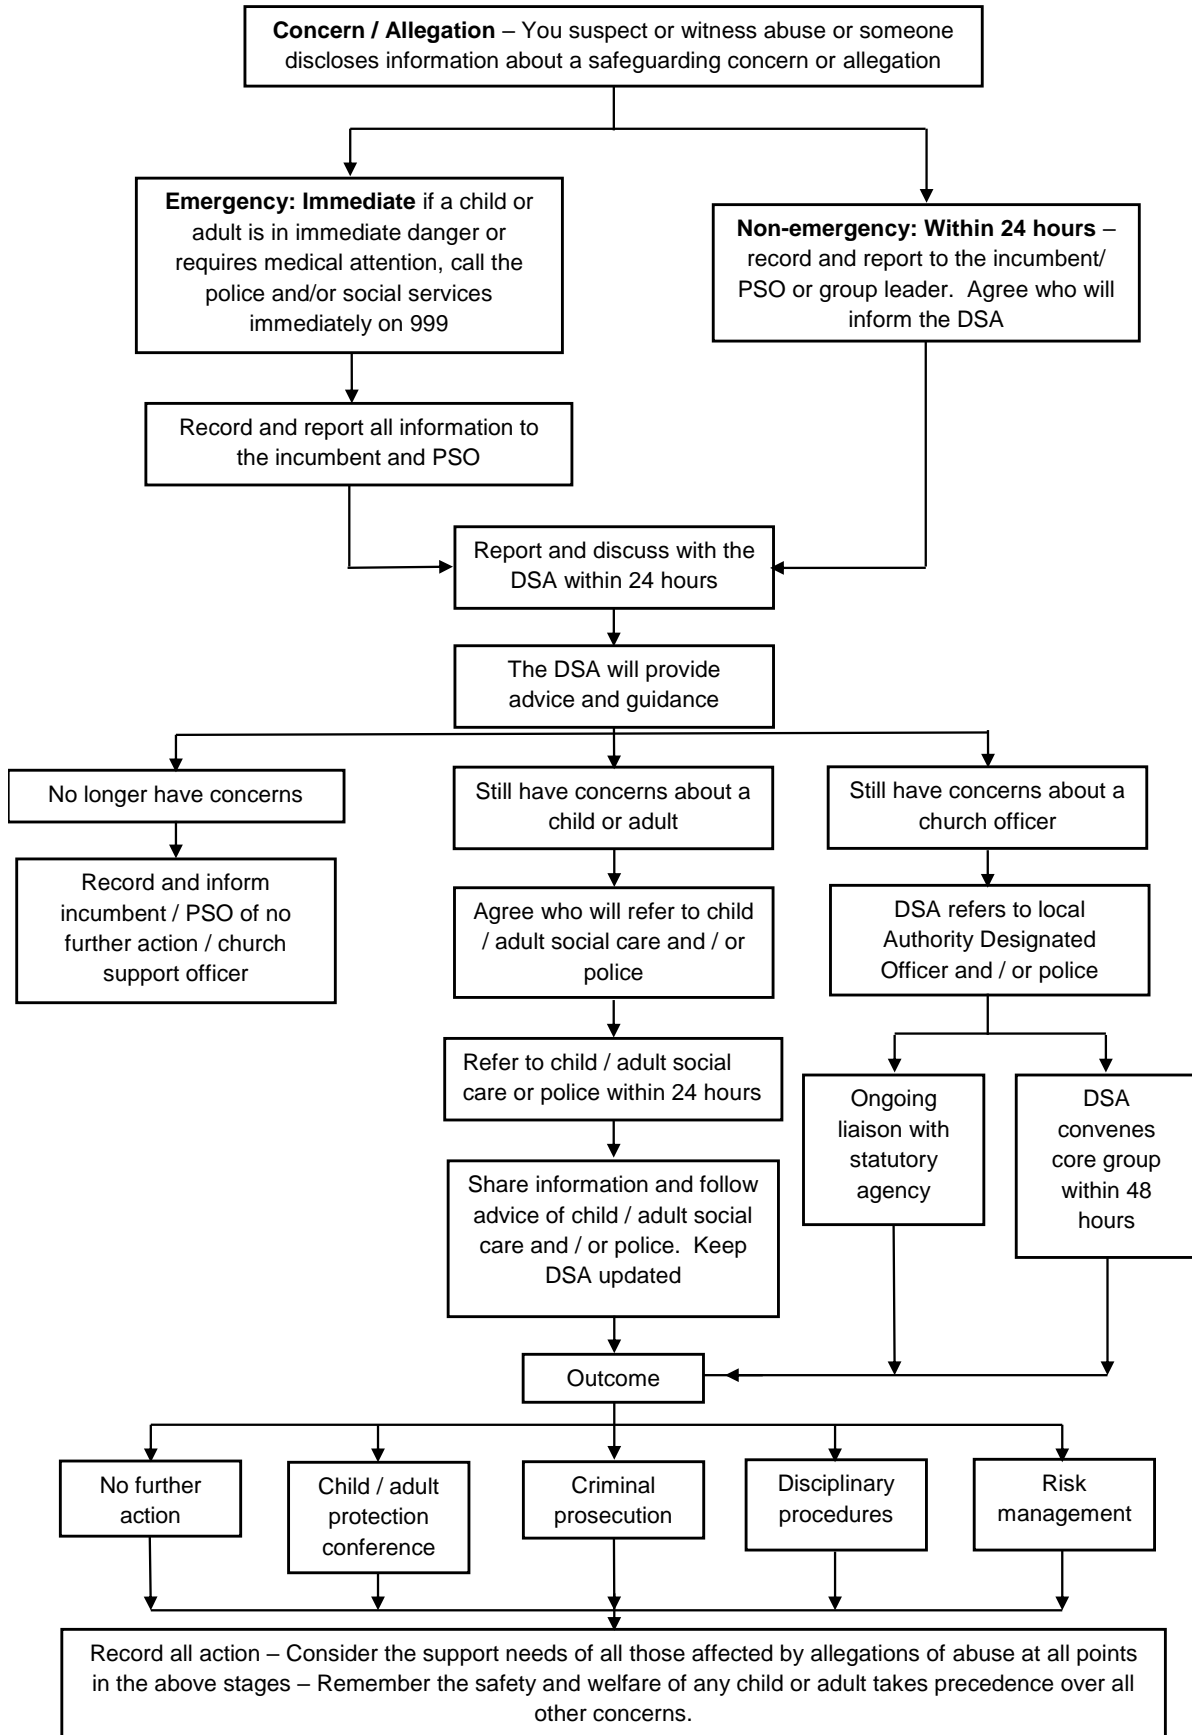 Concern / Allegation – You suspect or witness abuse or someone
discloses information about a safeguarding concern or allegation
Emergency: Immediate if a child or
adult is in immediate danger or
requires medical attention, call the
police and/or social services
immediately on 999
Non-emergency: Within 24 hours –
record and report to the incumbent/
PSO or group leader. Agree who will
inform the DSA
Record and report all information to
the incumbent and PSO
Report and discuss with the
DSA within 24 hours
The DSA will provide
advice and guidance
No longer have concerns
Still have concerns about a
child or adult
Still have concerns about a
church officer
Record and inform
incumbent / PSO of no
further action / church
support officer
Agree who will refer to child
/ adult social care and / or
police
DSA refers to local
Authority Designated
Officer and / or police
Refer to child / adult social
care or police within 24 hours
Ongoing
liaison with
statutory
agency
DSA
convenes
core group
within 48
hours
Share information and follow
advice of child / adult social
care and / or police. Keep
DSA updated
Outcome
No further
action
Child / adult
protection
conference
Criminal
prosecution
Disciplinary
procedures
Risk
management
Record all action – Consider the support needs of all those affected by allegations of abuse at all points
in the above stages – Remember the safety and welfare of any child or adult takes precedence over all
other concerns.